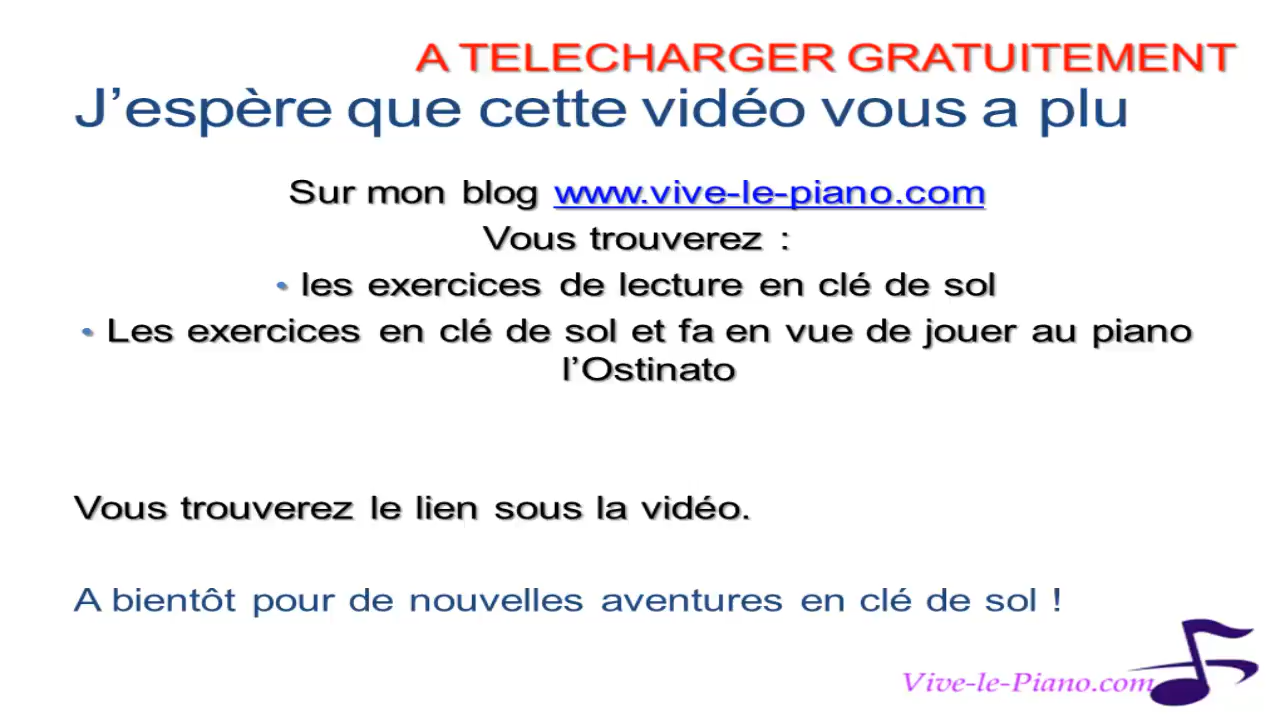 A TELECHARGER GRATUITEMENT
J’espère que cette vidéo vous a plu
Sur mon blog www.vive-le-piano.com
Vous trouverez :
• les exercices de lecture en clé de sol
• Les exercices en clé de sol et fa en vue de jouer au piano
l’Ostinato
Vous trouverez le lien sous la vidéo.
A bientôt pour de nouvelles aventures en clé de sol !
Vive-le-Piano.com